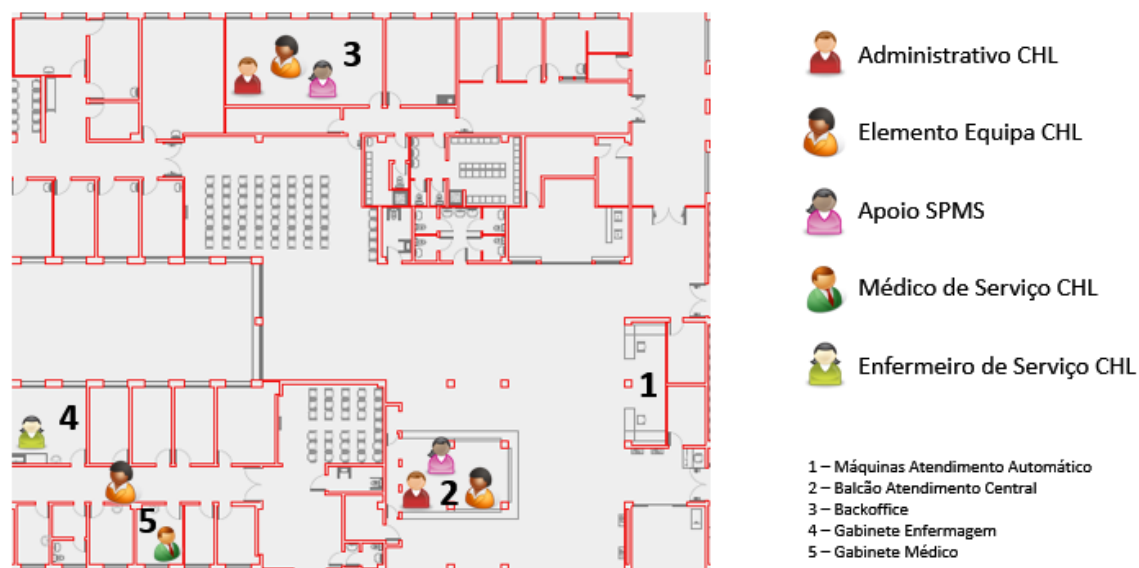 3
Administrativo CHL
Elemento Equipa CHL
Apoio SPMS
Médico de Serviço CHL
Enfermeiro de Serviço CHL
1
4
2
5
1 – Máquinas Atendimento Automático
2 – Balcão Atendimento Central
3 – Backoffice
4 – Gabinete Enfermagem
5 – Gabinete Médico